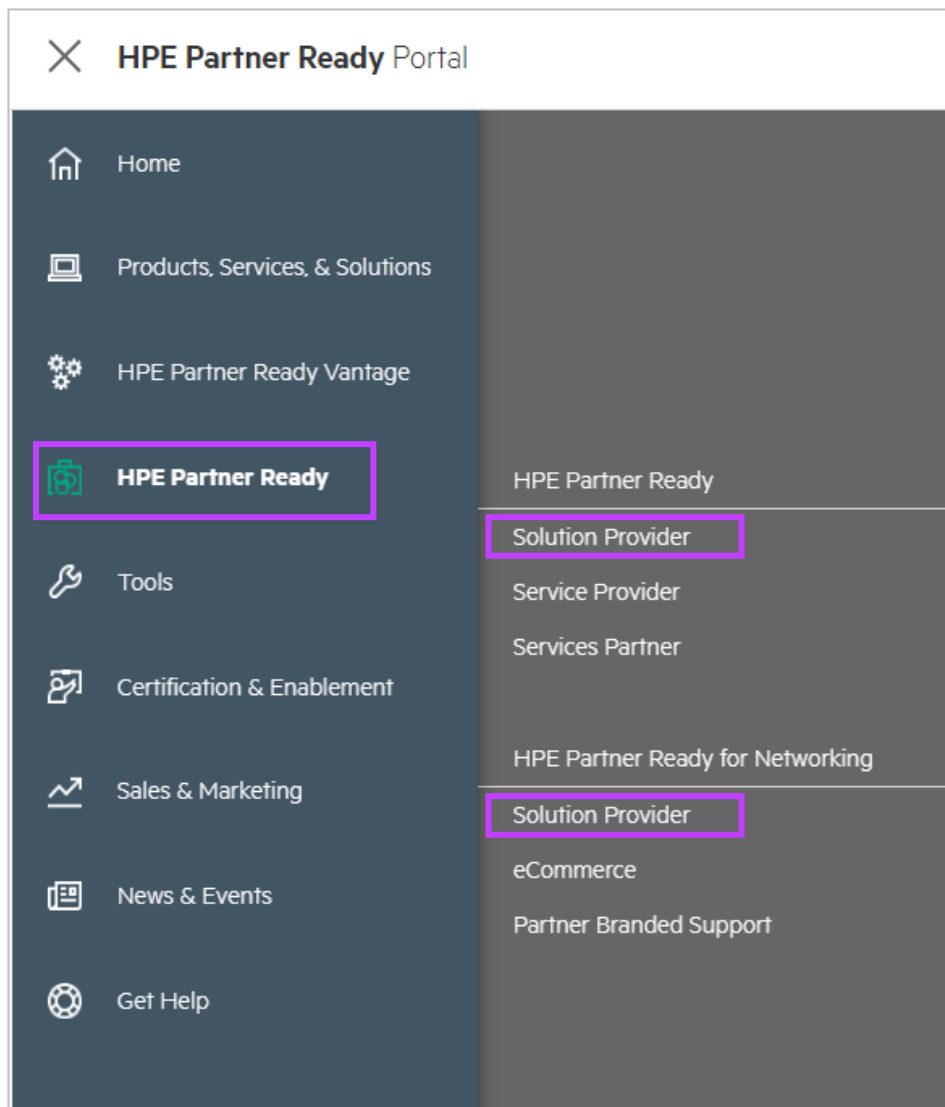 HPE Partner Ready Portal
Home
Products, Services, & Solutions
HPE Partner Ready Vantage
HPE Partner Ready
Tools
Certification & Enablement
Sales & Marketing
News & Events
Get Help
HPE Partner Ready
Solution Provider
Service Provider
Services Partner
HPE Partner Ready for Networking
Solution Provider
eCommerce
Partner Branded Support